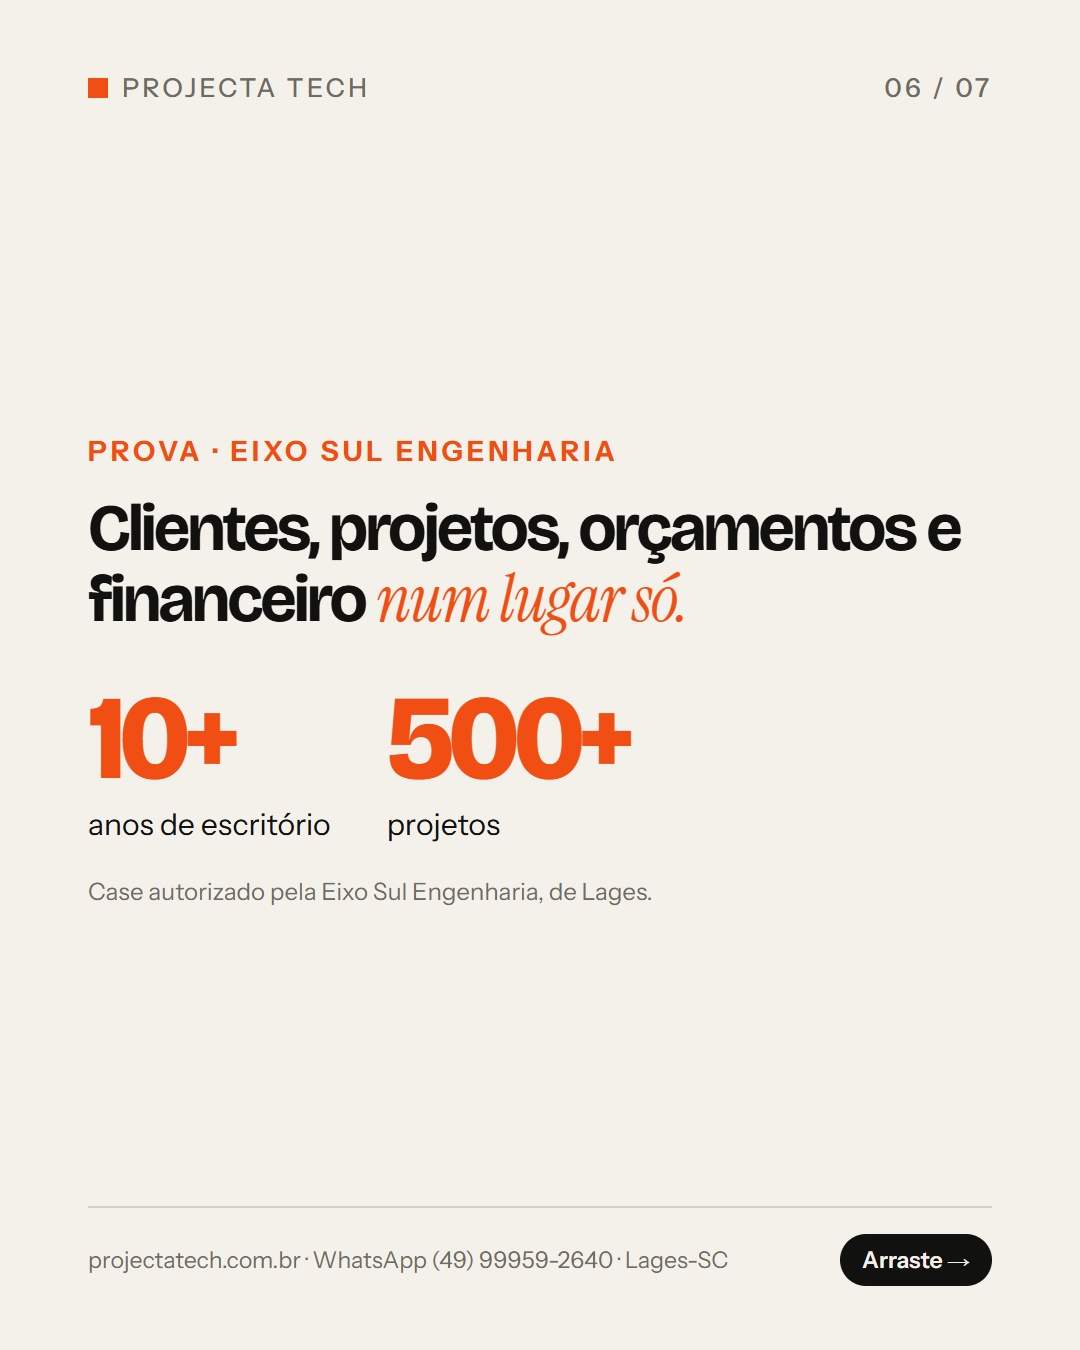 PROJECTA TECH
06 / 07
PROVA · EIXO SUL ENGENHARIA
Clientes, projetos, orçamentos e
financeiro num lugar só.
10+
500+
anos de escritório
projetos
Case autorizado pela Eixo Sul Engenharia, de Lages.
projectatech.com.br · WhatsApp (49) 99959-2640 · Lages-SC
Arraste →